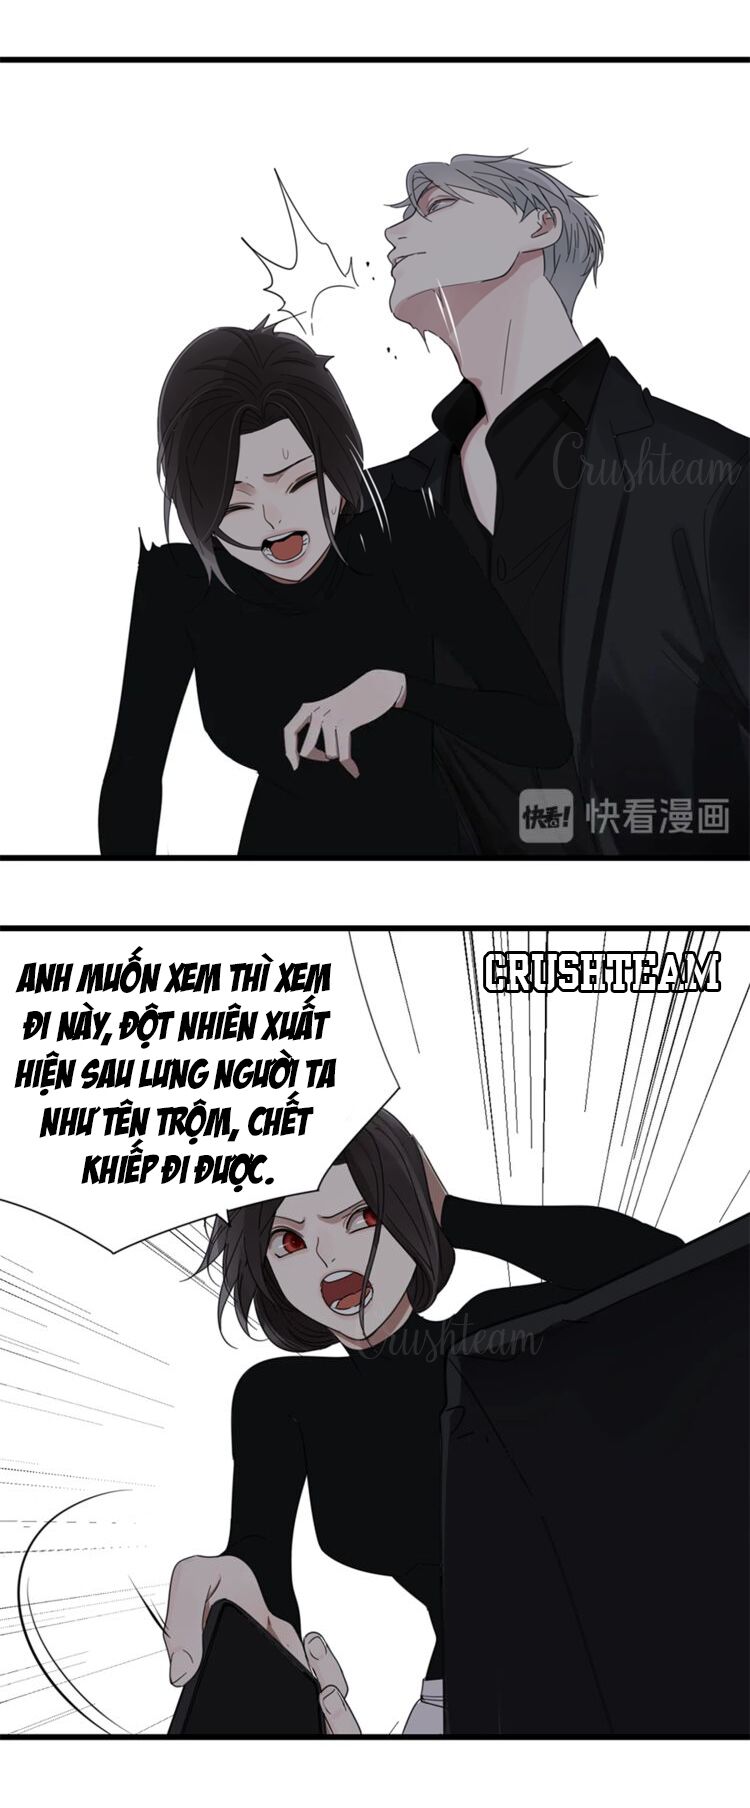 Crushteam
快看! 快看漫画
CRUSHTEAM
ANH MUỐN XEM THÌ XEM
ĐI NÀY, ĐỘT NHIÊN XUẤT
HIỆN SAU LƯNG NGƯỜI TA
NHƯ TÊN TRỘM, CHẾT
KHIẾP ĐI ĐƯỢC.
Crushteam